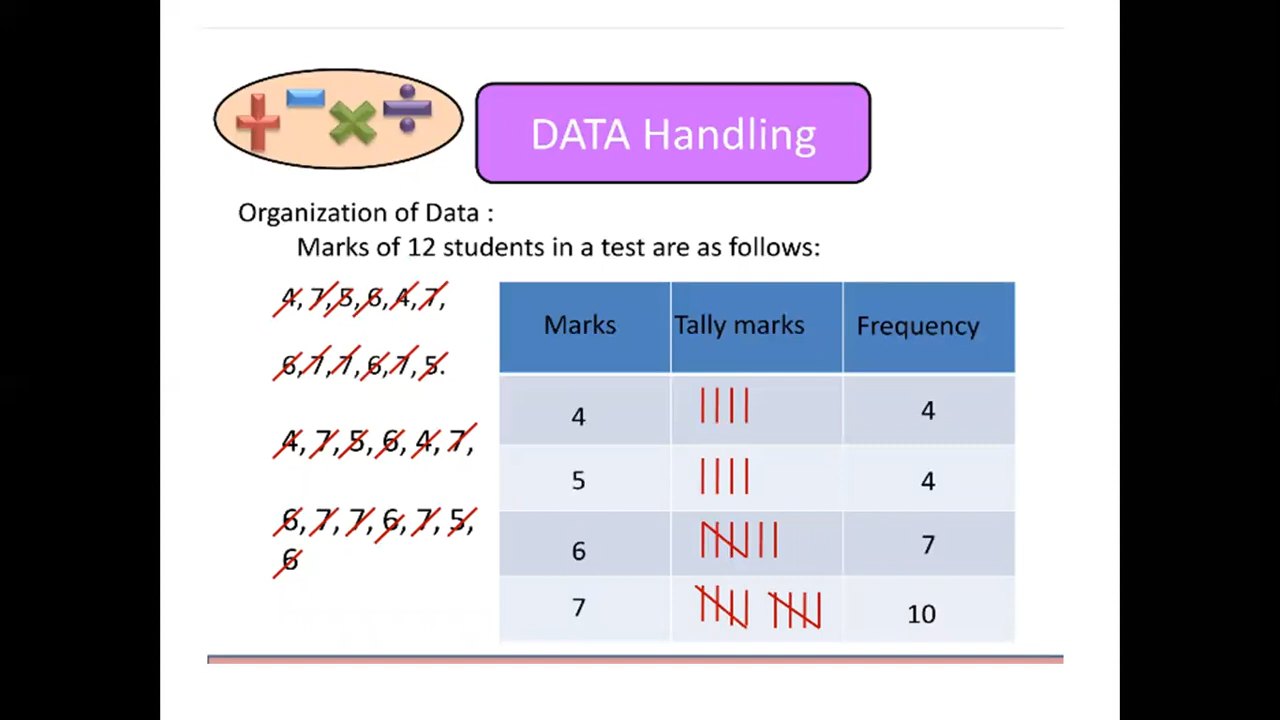 DATA Handling
Organization of Data :
Marks of 12 students in a test are as follows:
4, 7, 5, 6, 4, 7,
6, 7, 7, 6, 7, 5.
4, 7, 5, 6, 4, 7,
6, 7, 7, 6, 7, 5,
6
Marks Tally marks Frequency
4 |||| 4
5 |||| 4
6 7
7 10